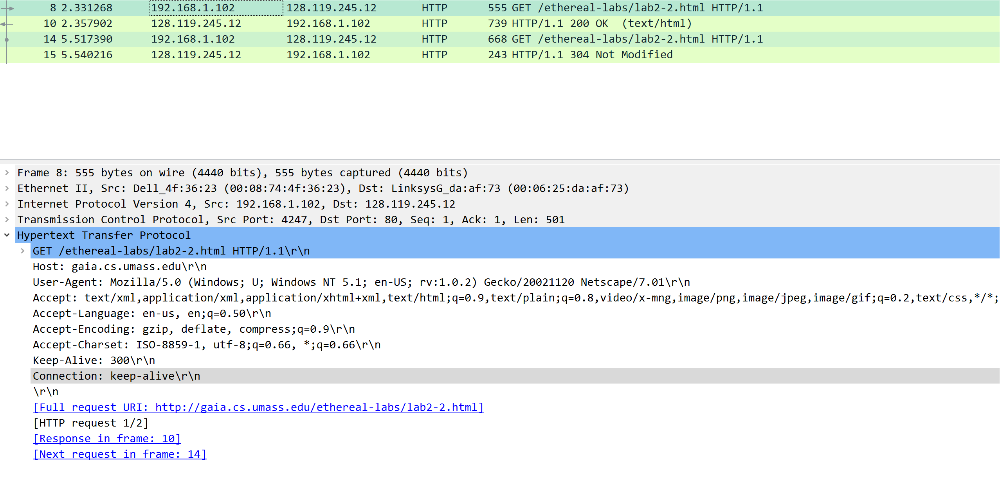 8 2.331268 192.168.1.102 128.119.245.12 HTTP 555 GET /ethereal-labs/lab2-2.html HTTP/1.1
10 2.357902 128.119.245.12 192.168.1.102 HTTP 739 HTTP/1.1 200 OK  (text/html)
14 5.517390 192.168.1.102 128.119.245.12 HTTP 668 GET /ethereal-labs/lab2-2.html HTTP/1.1
15 5.540216 128.119.245.12 192.168.1.102 HTTP 243 HTTP/1.1 304 Not Modified
Frame 8: 555 bytes on wire (4440 bits), 555 bytes captured (4440 bits)
Ethernet II, Src: Dell_4f:36:23 (00:08:74:4f:36:23), Dst: LinksysG_da:af:73 (00:06:25:da:af:73)
Internet Protocol Version 4, Src: 192.168.1.102, Dst: 128.119.245.12
Transmission Control Protocol, Src Port: 4247, Dst Port: 80, Seq: 1, Ack: 1, Len: 501
Hypertext Transfer Protocol
GET /ethereal-labs/lab2-2.html HTTP/1.1\r\n
Host: gaia.cs.umass.edu\r\n
User-Agent: Mozilla/5.0 (Windows; U; Windows NT 5.1; en-US; rv:1.0.2) Gecko/20021120 Netscape/7.01\r\n
Accept: text/xml,application/xml,application/xhtml+xml,text/html;q=0.9,text/plain;q=0.8,video/x-mng,image/png,image/jpeg,image/gif;q=0.2,text/css,*/*;
Accept-Language: en-us, en;q=0.50\r\n
Accept-Encoding: gzip, deflate, compress;q=0.9\r\n
Accept-Charset: ISO-8859-1, utf-8;q=0.66, *;q=0.66\r\n
Keep-Alive: 300\r\n
Connection: keep-alive\r\n
\r\n
[Full request URI: http://gaia.cs.umass.edu/ethereal-labs/lab2-2.html]
[HTTP request 1/2]
[Response in frame: 10]
[Next request in frame: 14]